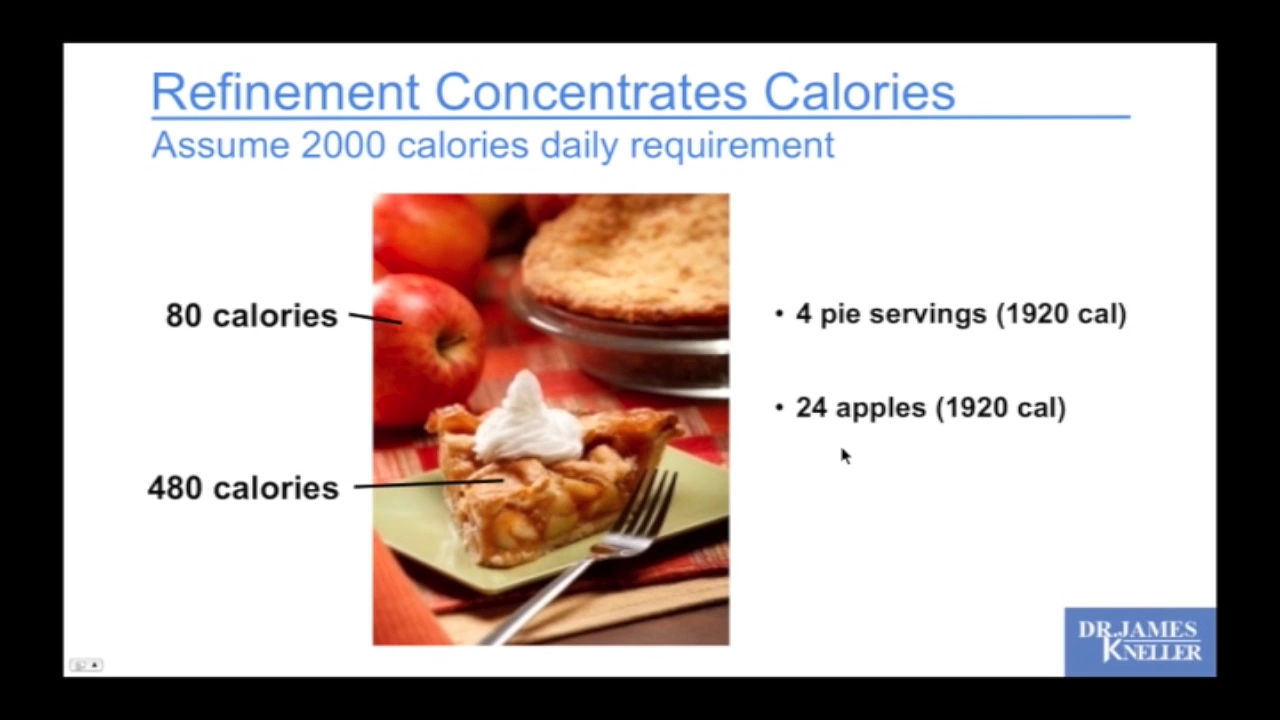 Refinement Concentrates Calories
Assume 2000 calories daily requirement
80 calories
480 calories
• 4 pie servings (1920 cal)
• 24 apples (1920 cal)
DR.JAMES
KNELLER